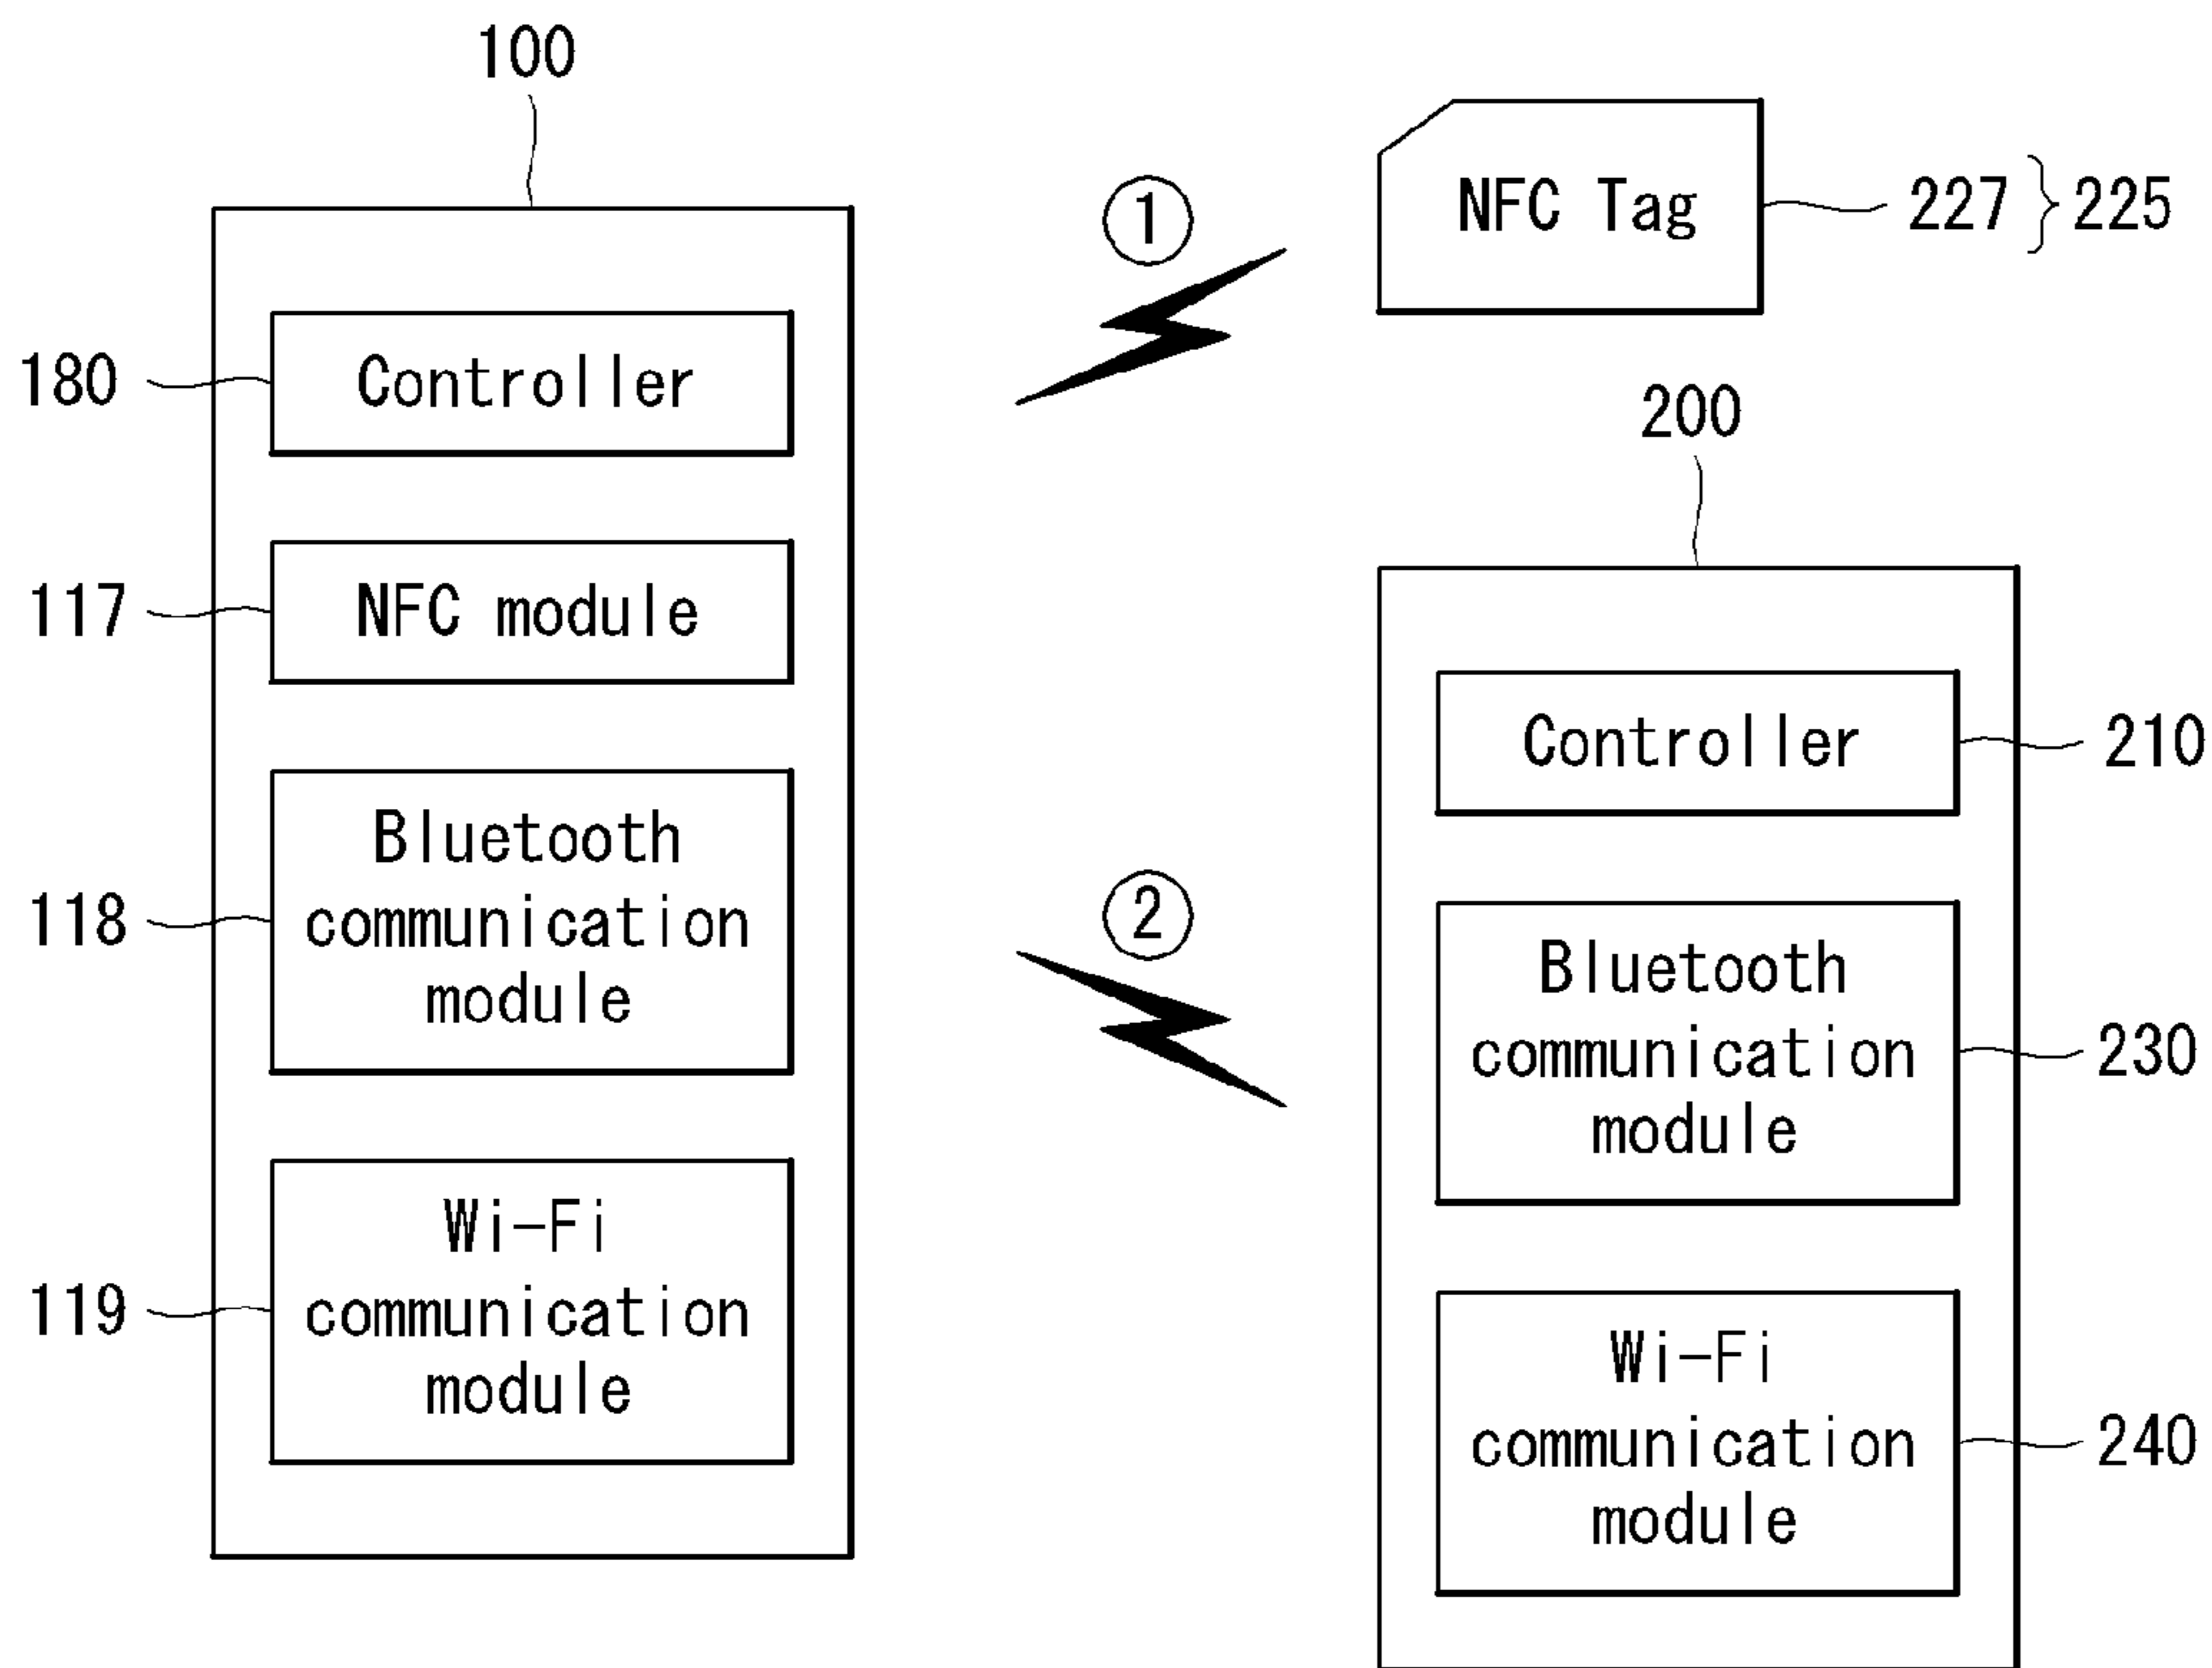 100
180
Controller
117
NFC module
118
Bluetooth
communication
module
119
Wi-Fi
communication
module
①
②
NFC Tag
227
225
200
Controller
210
Bluetooth
communication
module
230
Wi-Fi
communication
module
240